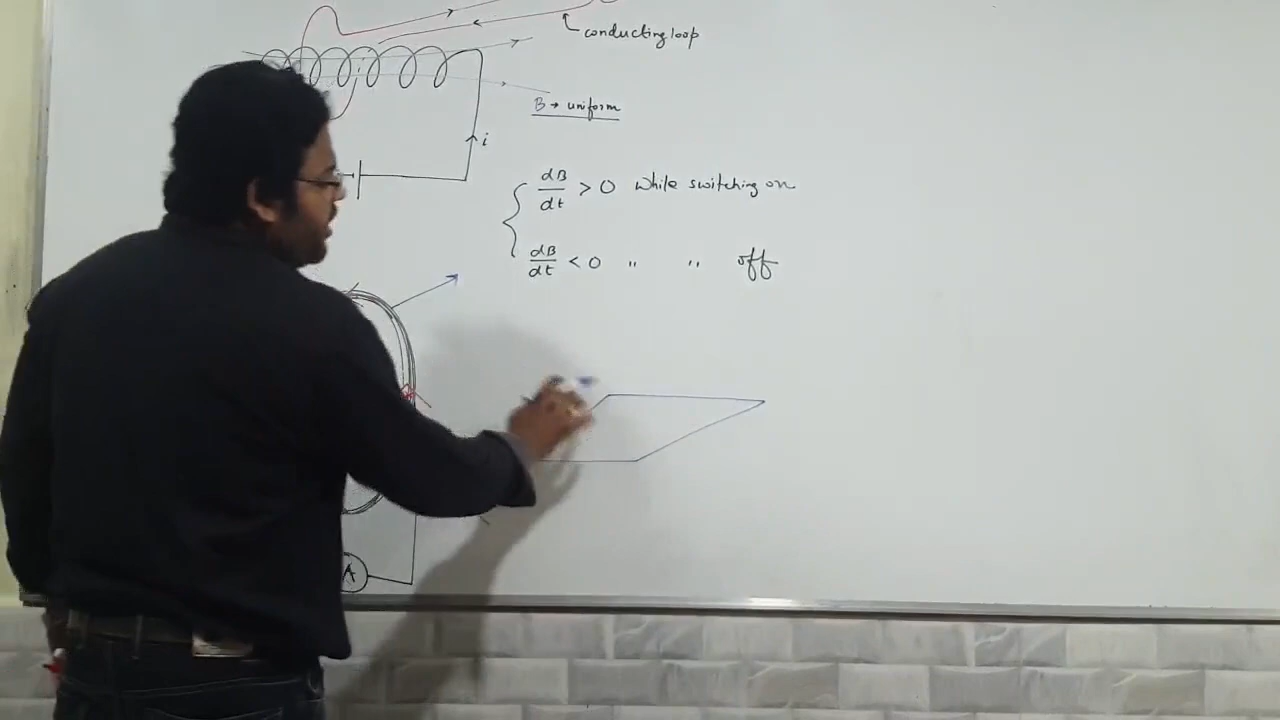 conducting loop
B → uniform
i
dB/dt > 0 while switching on
dB/dt < 0 " " off
A